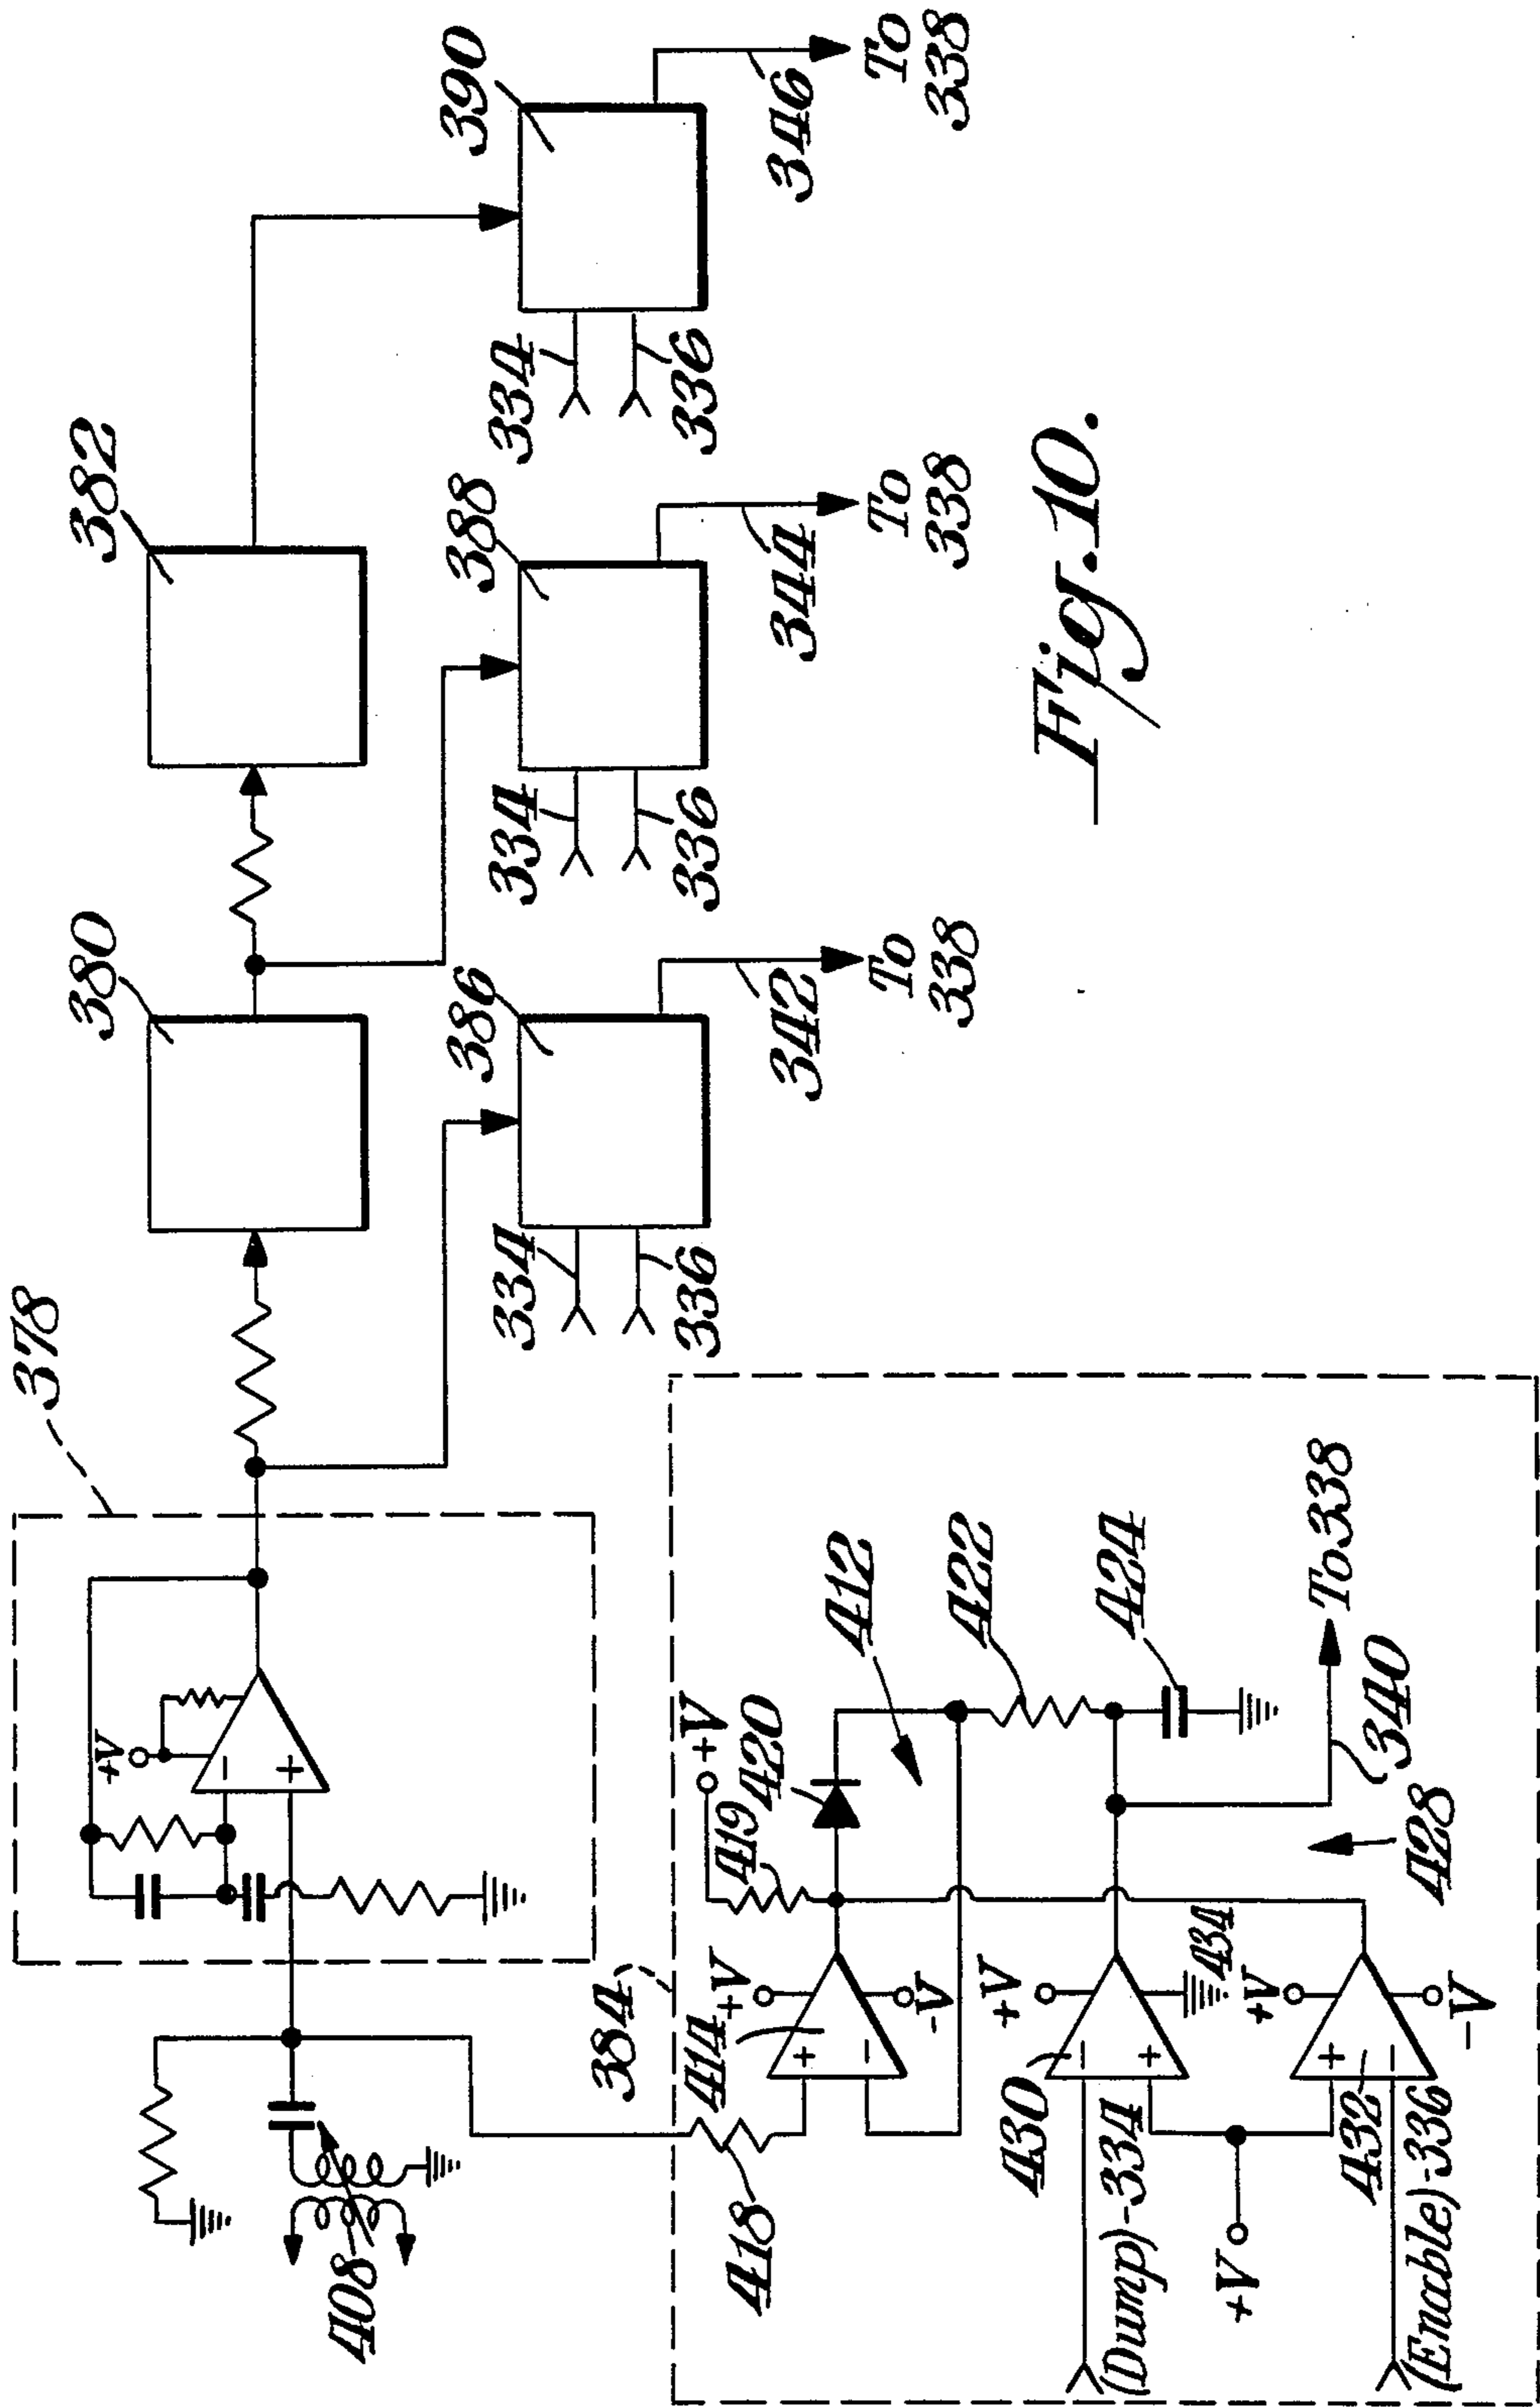 378
380
382
+V
−
+
408
334
336
386
342
To
338
334
336
388
344
To
338
334
336
390
346
To
338
384
418
414
+V
+
−
-V
419
+V
420
412
422
424
430
+V
−
+
434
(Dump)-334
+V
432
+V
+
−
-V
(Enable)-336
428
340
To 338
Fig. 10.